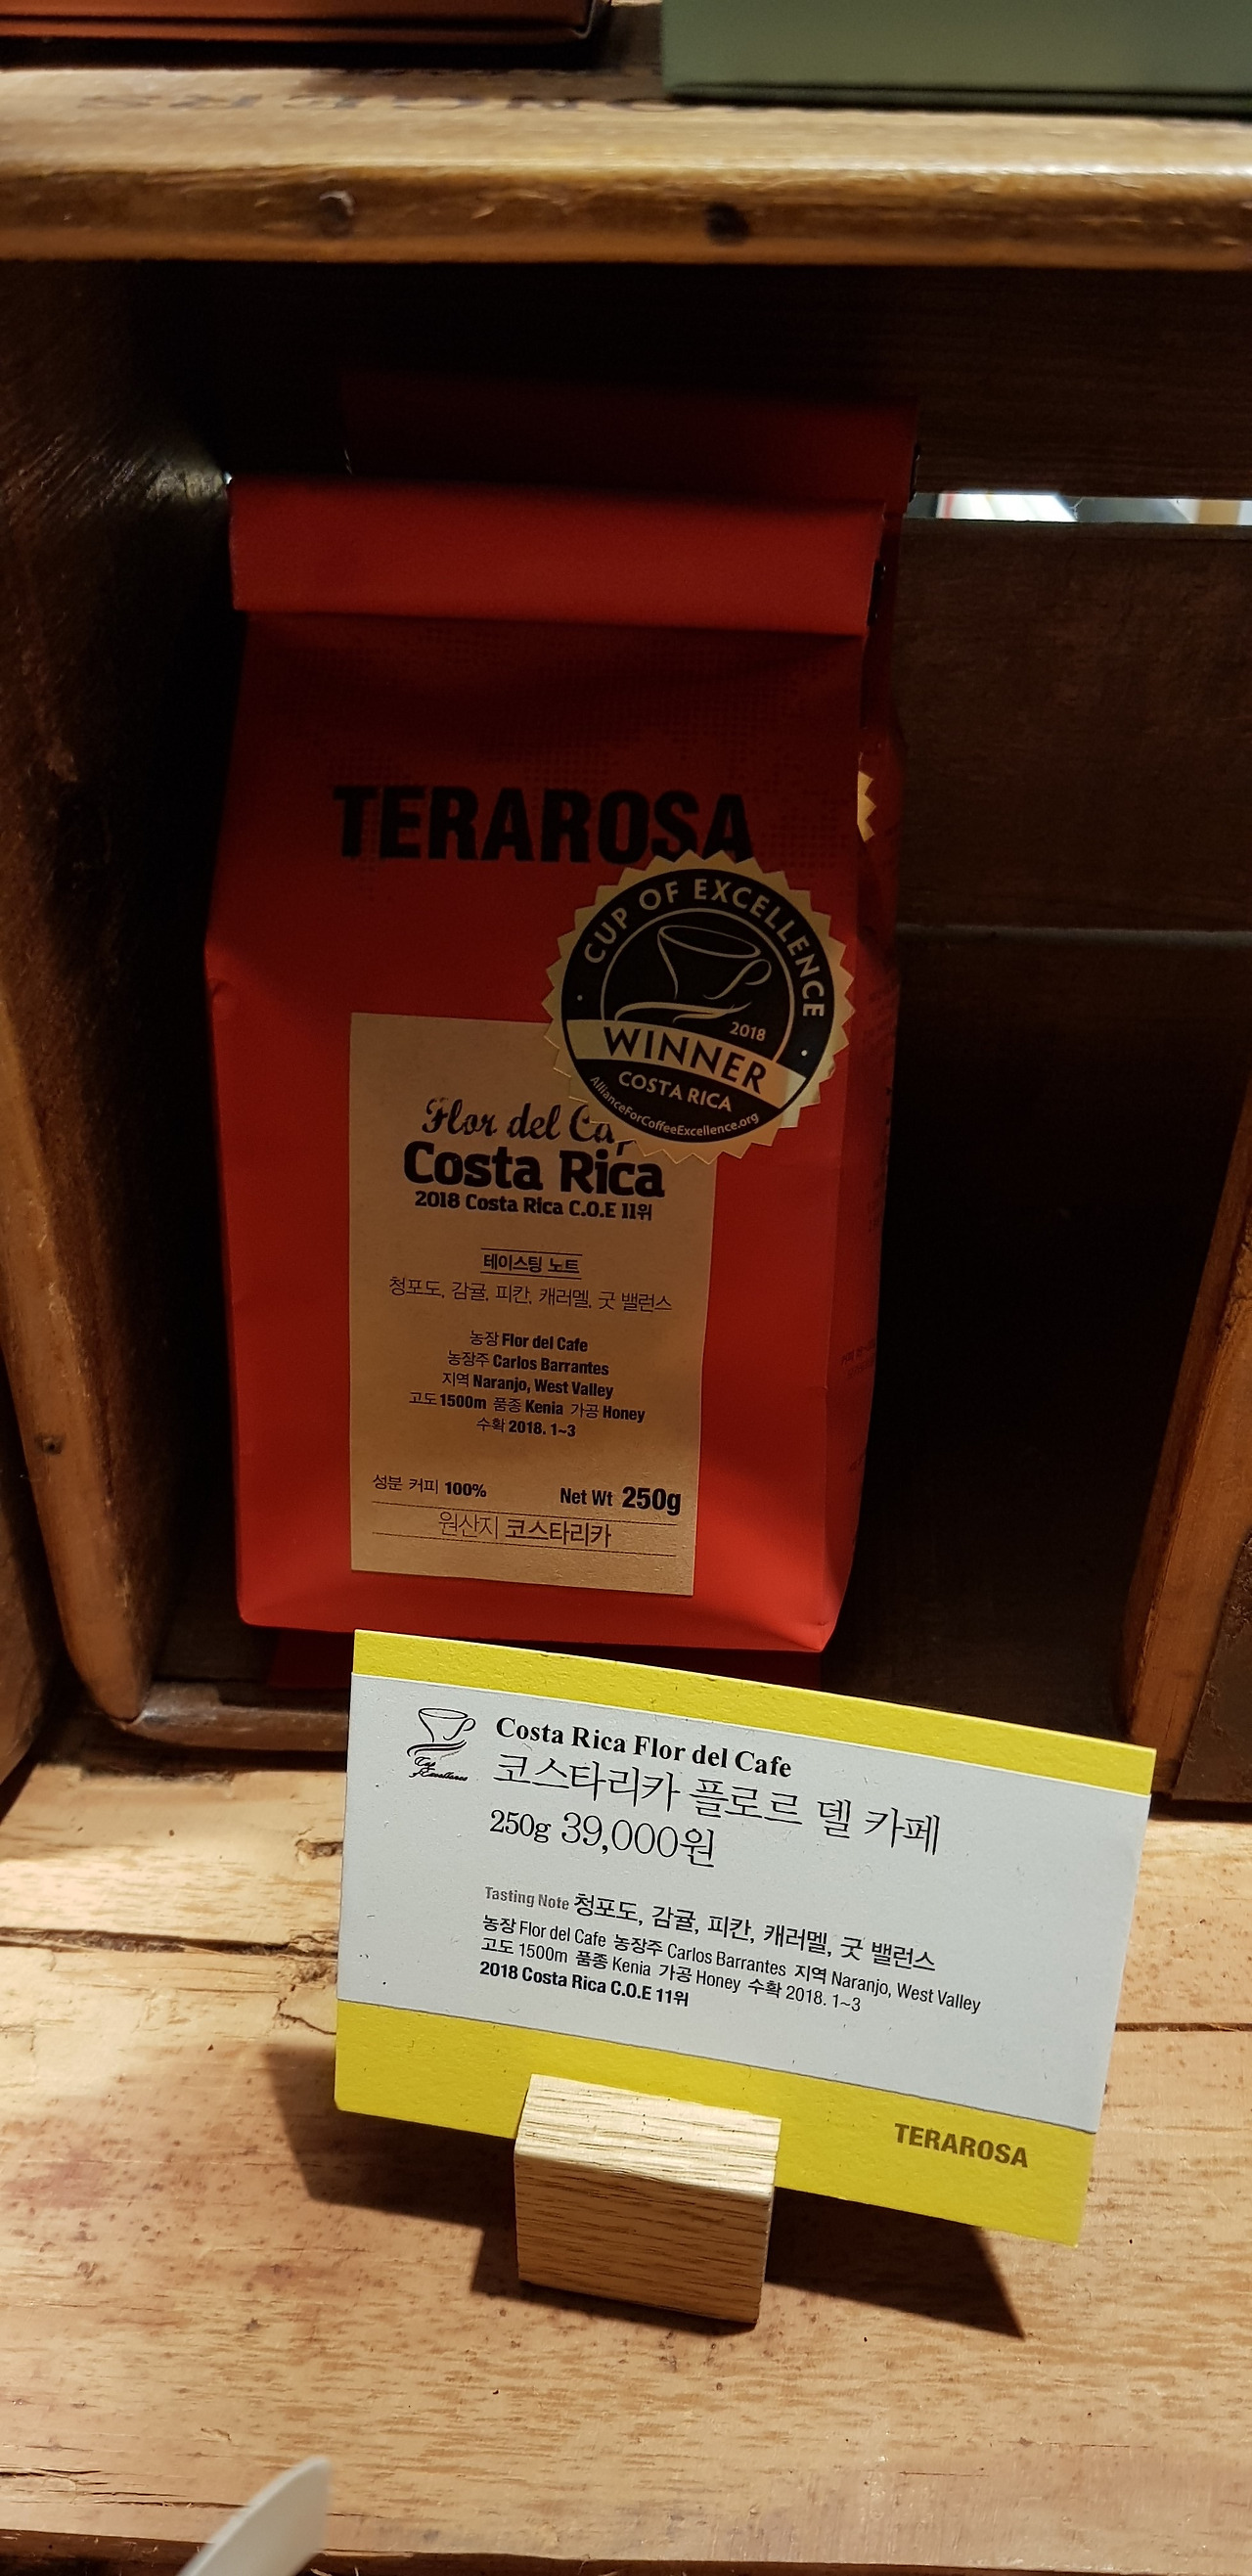 TERAROSA
CUP OF EXCELLENCE
2018
WINNER
COSTA RICA
AllianceForCoffeeExcellence.org
Flor del
Costa Rica
2018 Costa Rica C.O.E 11위
테이스팅 노트
청포도, 감귤, 피칸, 캐러멜, 굿 밸런스
농장 Flor del Cafe
농장주 Carlos Barrantes
지역 Naranjo, West Valley
고도 1500m 품종 Kenia 가공 Honey
수확 2018. 1~3
성분 커피 100% Net Wt 250g
원산지 코스타리카
Costa Rica Flor del Cafe
코스타리카 플로르 델 카페
250g 39,000원
Tasting Note 청포도, 감귤, 피칸, 캐러멜, 굿 밸런스
농장 Flor del Cafe 농장주 Carlos Barrantes 지역 Naranjo, West Valley
고도 1500m 품종 Kenia 가공 Honey 수확 2018. 1~3
2018 Costa Rica C.O.E 11위
TERAROSA